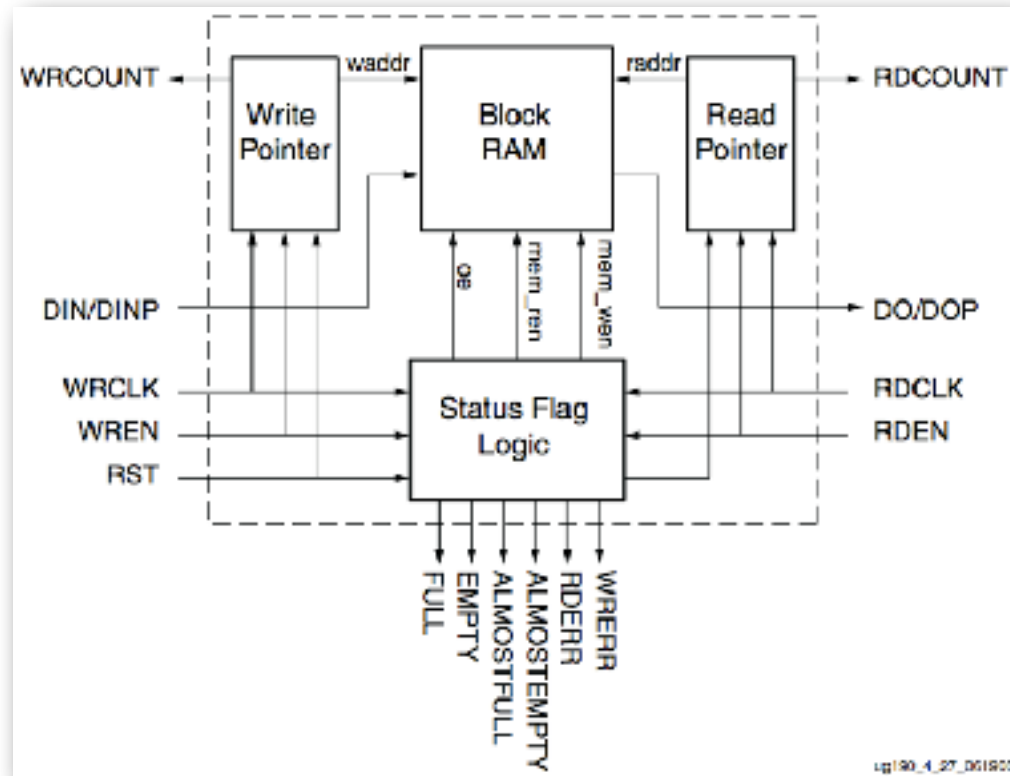 WRCOUNT
waddr
raddr
RDCOUNT
Write
Pointer
Block
RAM
Read
Pointer
oe
mem_ren
mem_wen
DIN/DINP
DO/DOP
WRCLK
RDCLK
Status Flag
Logic
WREN
RDEN
RST
FULL
EMPTY
ALMOSTFULL
ALMOSTEMPTY
RDERR
WRERR